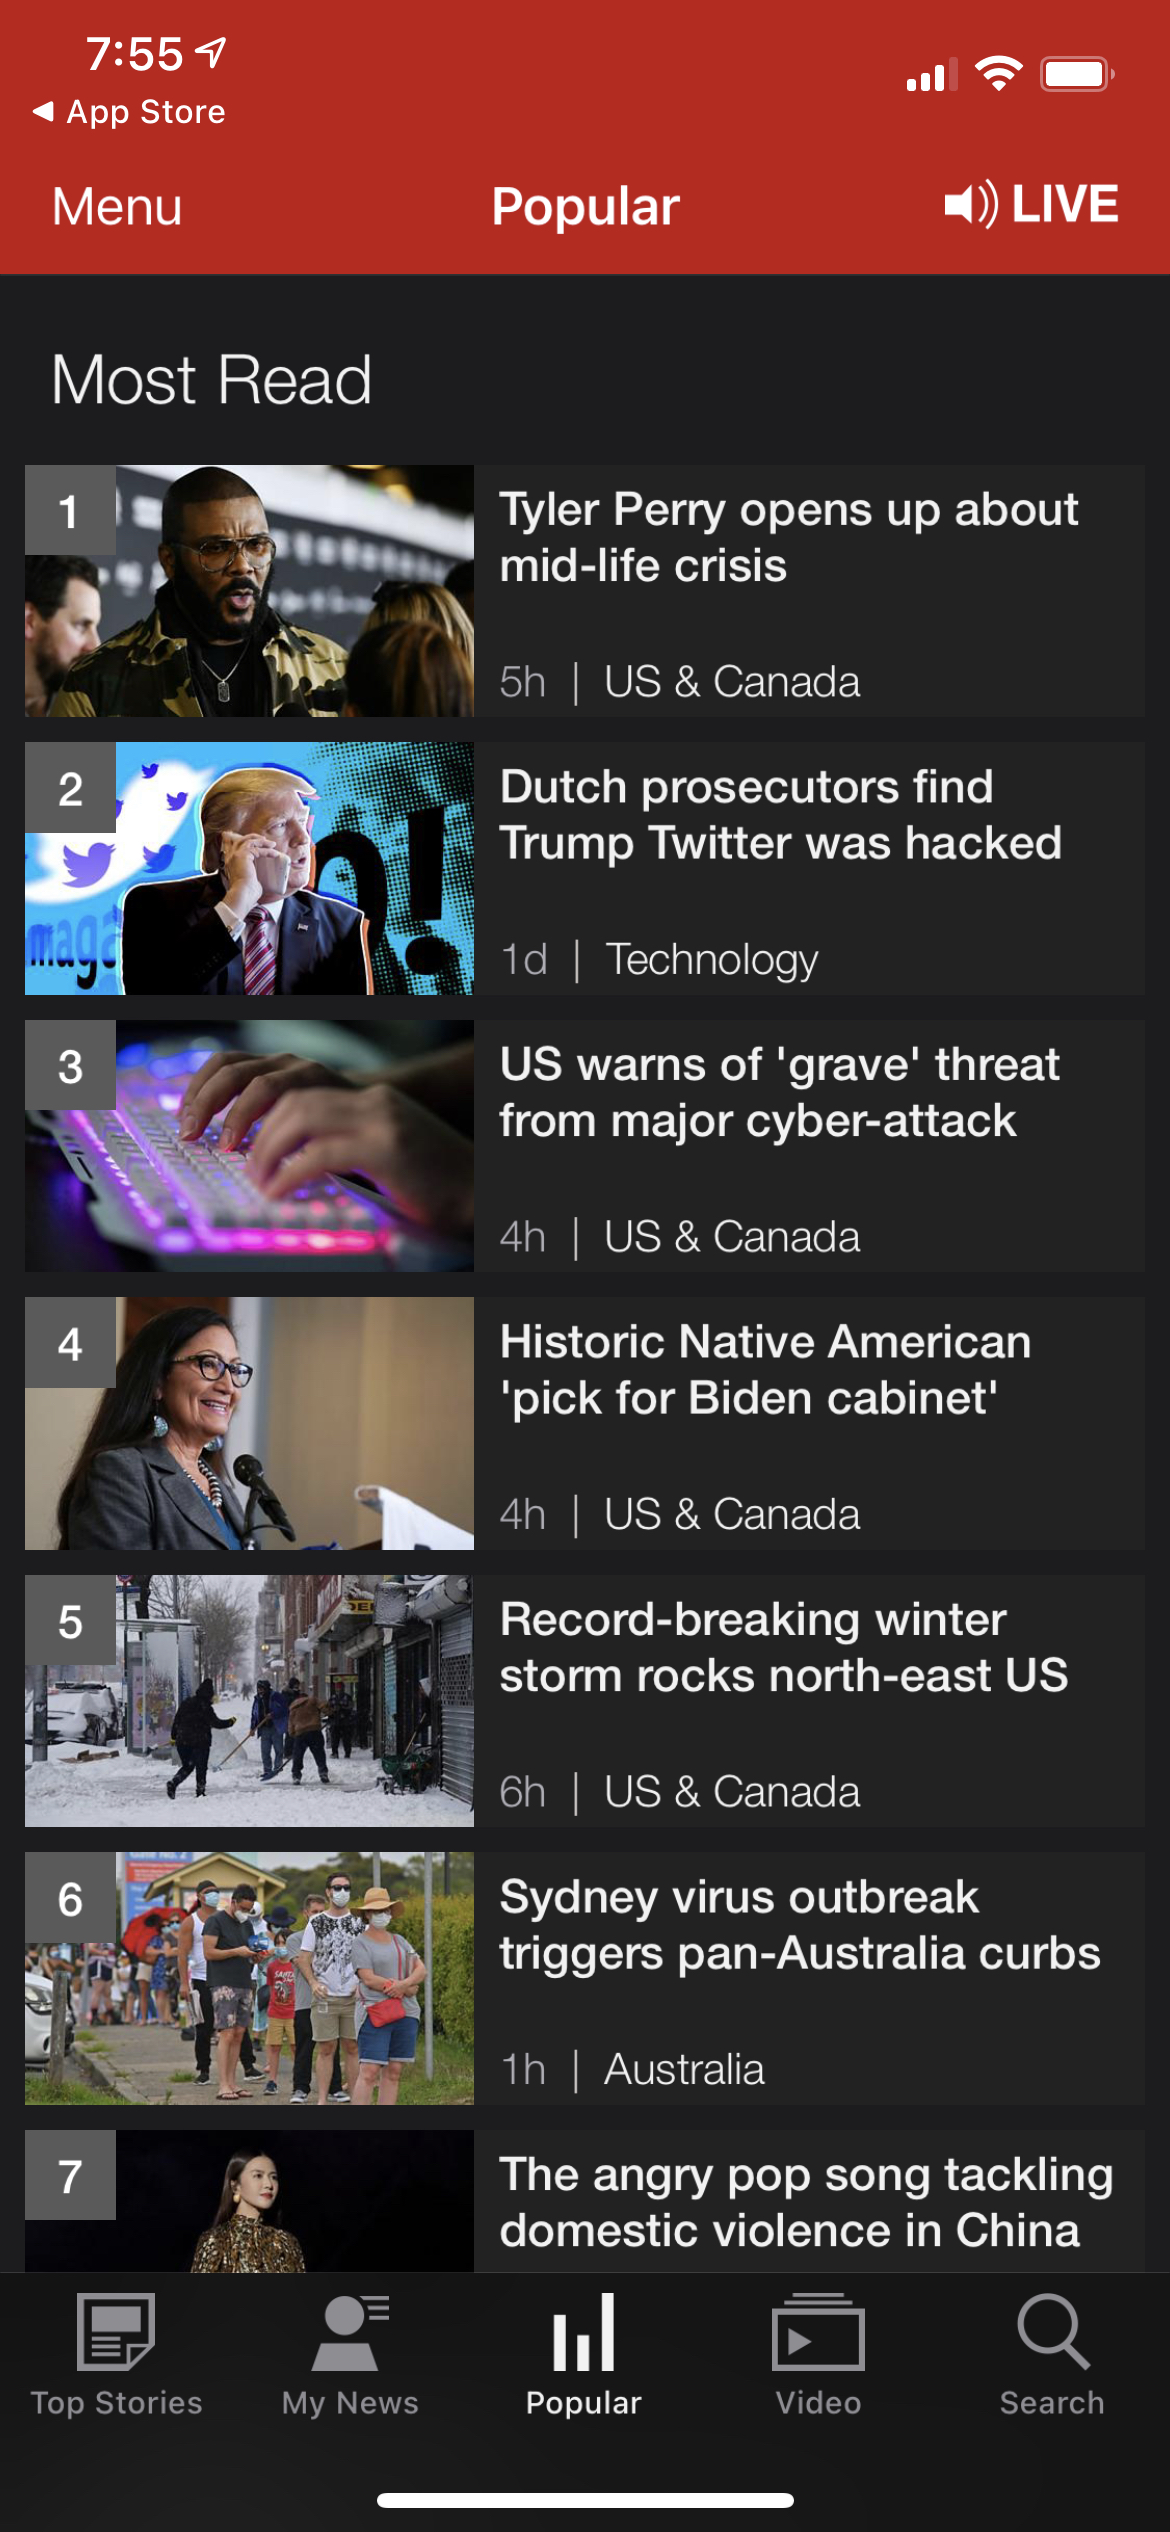 7:55
App Store
Menu
Popular
LIVE
Most Read
1
Tyler Perry opens up about
mid-life crisis
5h | US & Canada
2
maga
!
Dutch prosecutors find
Trump Twitter was hacked
1d | Technology
3
US warns of 'grave' threat
from major cyber-attack
4h | US & Canada
4
Historic Native American
'pick for Biden cabinet'
4h | US & Canada
5
Record-breaking winter
storm rocks north-east US
6h | US & Canada
6
SANTA
Sydney virus outbreak
triggers pan-Australia curbs
1h | Australia
7
The angry pop song tackling
domestic violence in China
Top Stories
My News
Popular
Video
Search